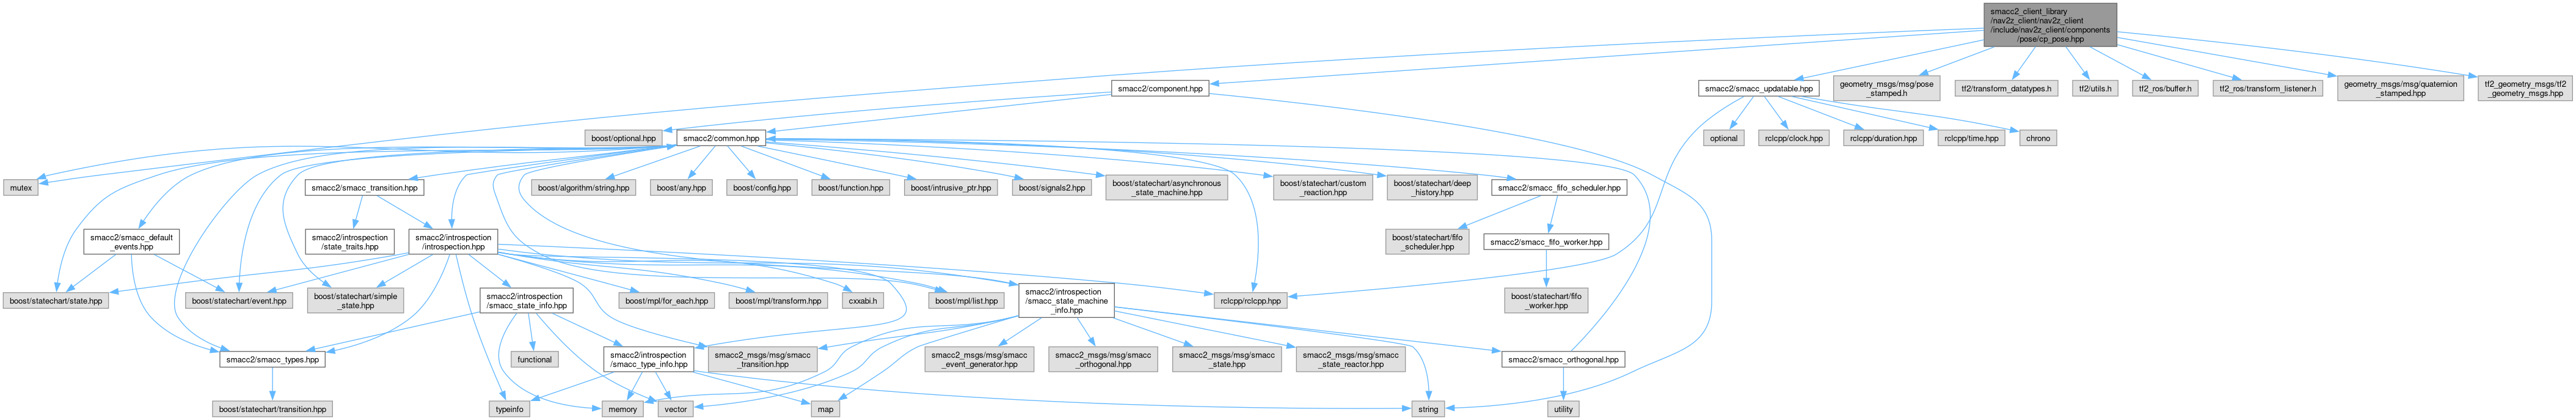 smacc2_client_library
/nav2z_client/nav2z_client
/include/nav2z_client/components
/pose/cp_pose.hpp
smacc2/component.hpp
smacc2/smacc_updatable.hpp
geometry_msgs/msg/pose
_stamped.h
tf2/transform_datatypes.h
tf2/utils.h
tf2_ros/buffer.h
tf2_ros/transform_listener.h
geometry_msgs/msg/quaternion
_stamped.hpp
tf2_geometry_msgs/tf2
_geometry_msgs.hpp
boost/optional.hpp
smacc2/common.hpp
optional
rclcpp/clock.hpp
rclcpp/duration.hpp
rclcpp/time.hpp
chrono
mutex
smacc2/smacc_transition.hpp
boost/algorithm/string.hpp
boost/any.hpp
boost/config.hpp
boost/function.hpp
boost/intrusive_ptr.hpp
boost/signals2.hpp
boost/statechart/asynchronous
_state_machine.hpp
boost/statechart/custom
_reaction.hpp
boost/statechart/deep
_history.hpp
smacc2/smacc_fifo_scheduler.hpp
smacc2/smacc_default
_events.hpp
smacc2/introspection
/state_traits.hpp
smacc2/introspection
/introspection.hpp
boost/statechart/fifo
_scheduler.hpp
smacc2/smacc_fifo_worker.hpp
boost/statechart/state.hpp
boost/statechart/event.hpp
boost/statechart/simple
_state.hpp
smacc2/introspection
/smacc_state_info.hpp
boost/mpl/for_each.hpp
boost/mpl/transform.hpp
cxxabi.h
boost/mpl/list.hpp
smacc2/introspection
/smacc_state_machine
_info.hpp
rclcpp/rclcpp.hpp
boost/statechart/fifo
_worker.hpp
smacc2/smacc_types.hpp
functional
smacc2/introspection
/smacc_type_info.hpp
smacc2_msgs/msg/smacc
_transition.hpp
smacc2_msgs/msg/smacc
_event_generator.hpp
smacc2_msgs/msg/smacc
_orthogonal.hpp
smacc2_msgs/msg/smacc
_state.hpp
smacc2_msgs/msg/smacc
_state_reactor.hpp
smacc2/smacc_orthogonal.hpp
boost/statechart/transition.hpp
typeinfo
memory
vector
map
string
utility